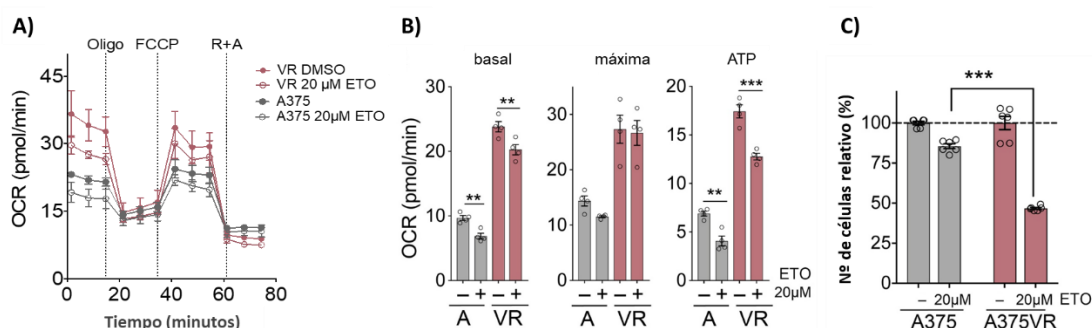 A)
Oligo FCCP R+A
OCR (pmol/min)
45
30
15
0
0 20 40 60 80
Tiempo (minutos)
VR DMSO
VR 20 µM ETO
A375
A375 20µM ETO
B)
basal máxima ATP
OCR (pmol/min)
30
20
10
0
30
20
10
0
20
15
10
5
0
** ** ** ***
− + − + − + − + − + − +
ETO
20µM
A VR A VR A VR
C)
***
Nº de células relativo (%)
100
75
50
25
0
− 20µM − 20µM ETO
A375 A375VR